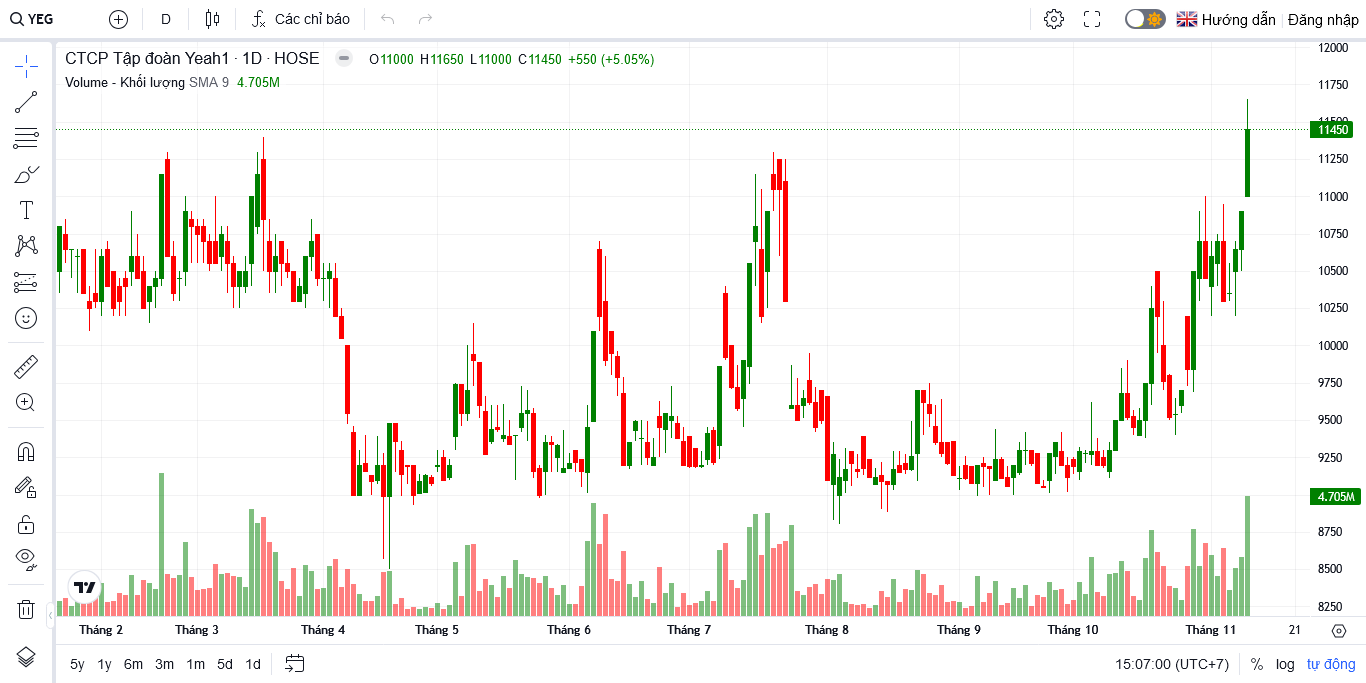 YEG D Các chỉ báo Hướng dẫn Đăng nhập
CTCP Tập đoàn Yeah1 · 1D · HOSE O11000 H11650 L11000 C11450 +550 (+5.05%)
Volume - Khối lượng SMA 9 4.705M
12000
11750
11500
11450
11250
11000
10750
10500
10250
10000
9750
9500
9250
4.705M
8750
8500
8250
Tháng 2 Tháng 3 Tháng 4 Tháng 5 Tháng 6 Tháng 7 Tháng 8 Tháng 9 Tháng 10 Tháng 11 21
5y 1y 6m 3m 1m 5d 1d 15:07:00 (UTC+7) % log tự động